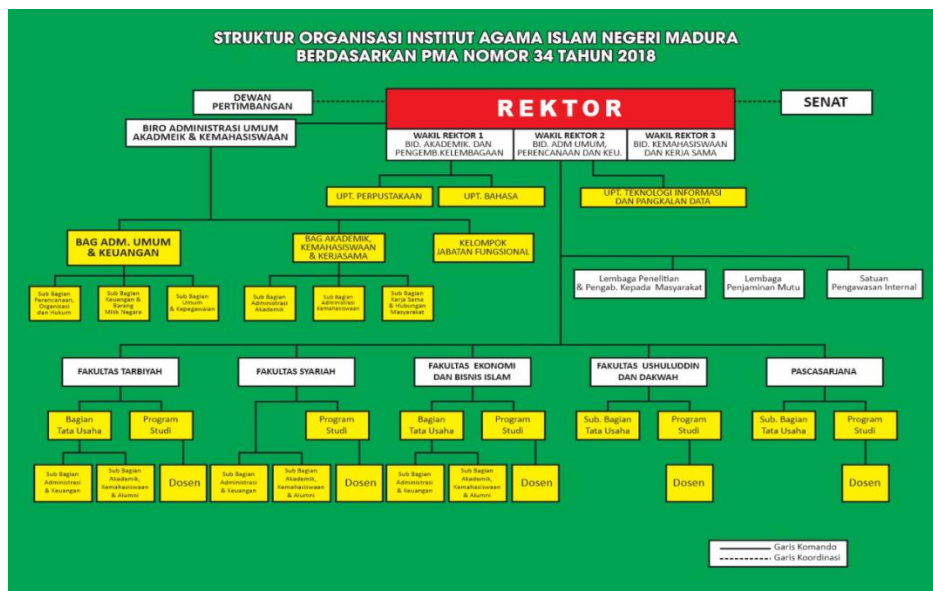 STRUKTUR ORGANISASI INSTITUT AGAMA ISLAM NEGERI MADURA
BERDASARKAN PMA NOMOR 34 TAHUN 2018
DEWAN
PERTIMBANGAN
REKTOR
SENAT
BIRO ADMINISTRASI UMUM
AKADMEIK & KEMAHASISWAAN
WAKIL REKTOR 1
BID. AKADEMIK. DAN
PENGEMB.KELEMBAGAAN
WAKIL REKTOR 2
BID. ADM UMUM,
PERENCANAAN DAN KEU.
WAKIL REKTOR 3
BID. KEMAHASISWAAN
DAN KERJA SAMA
UPT. PERPUSTAKAAN
UPT. BAHASA
UPT. TEKNOLOGI INFORMASI
DAN PANGKALAN DATA
BAG ADM. UMUM
& KEUANGAN
BAG AKADEMIK,
KEMAHASISWAAN
& KERJASAMA
KELOMPOK
JABATAN FUNGSIONAL
Lembaga Penelitian
& Pengab. Kepada Masyarakat
Lembaga
Penjaminan Mutu
Satuan
Pengawasan Internal
Sub Bagian
Perencanaan,
Organisasi
dan Hukum
Sub Bagian
Keuangan &
Barang
Milik Negara
Sub Bagian
Umum
& Kepegawaian
Sub Bagian
Administrasi
Akademik
Sub Bagian
Administrasi
Kemahasiswaan
Sub Bagian
Kerja Sama
& Hubungan
Masyarakat
FAKULTAS TARBIYAH
FAKULTAS SYARIAH
FAKULTAS EKONOMI
DAN BISNIS ISLAM
FAKULTAS USHULUDDIN
DAN DAKWAH
PASCASARJANA
Bagian
Tata Usaha
Program
Studi
Program
Studi
Bagian
Tata Usaha
Program
Studi
Sub. Bagian
Tata Usaha
Program
Studi
Sub. Bagian
Tata Usaha
Program
Studi
Sub Bagian
Administrasi
& Keuangan
Sub Bagian
Akademik,
Kemahasiswaan
& Alumni
Dosen
Sub Bagian
Administrasi
& Keuangan
Sub Bagian
Akademik,
Kemahasiswaan
& Alumni
Dosen
Sub Bagian
Administrasi
& Keuangan
Sub Bagian
Akademik,
Kemahasiswaan
& Alumni
Dosen
Dosen
Dosen
Garis Komando
Garis Koordinasi